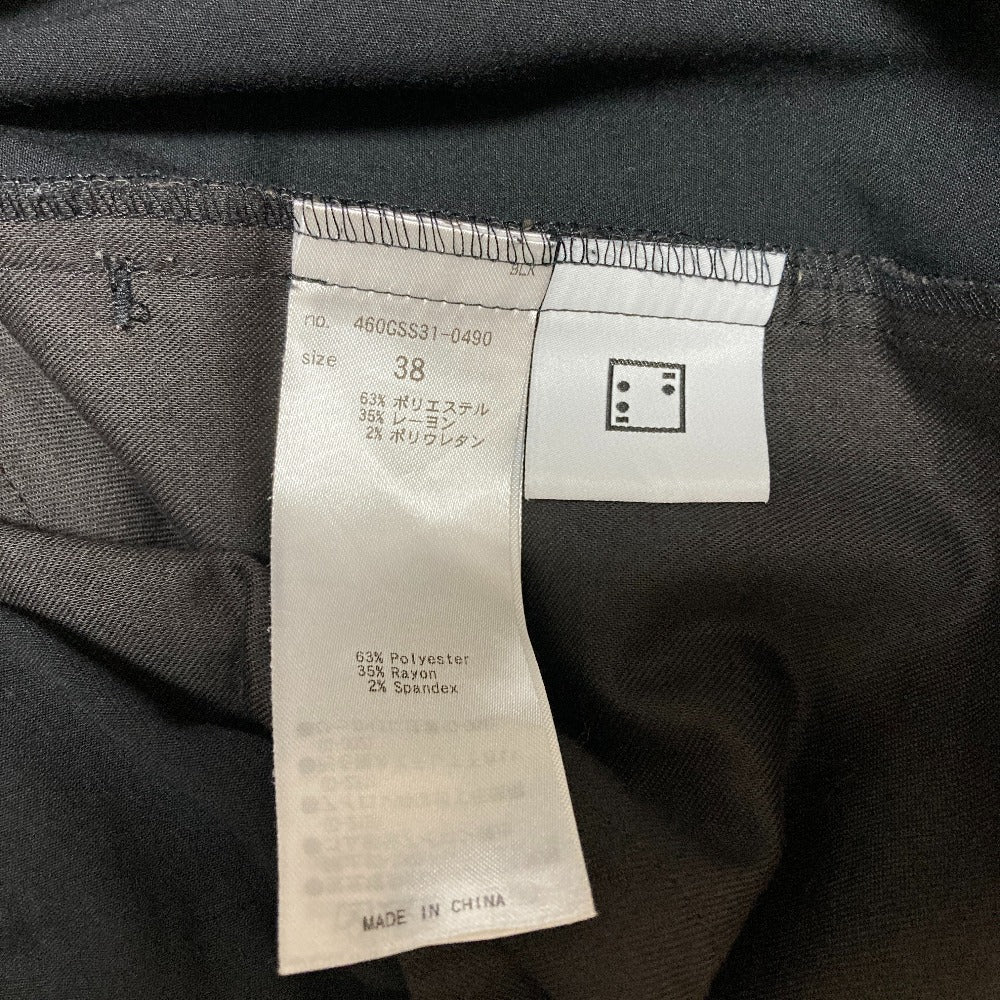 BLK
no. 460GSS31-0490
size 38
63% ポリエステル
35% レーヨン
2% ポリウレタン
63% Polyester
35% Rayon
2% Spandex
MADE IN CHINA